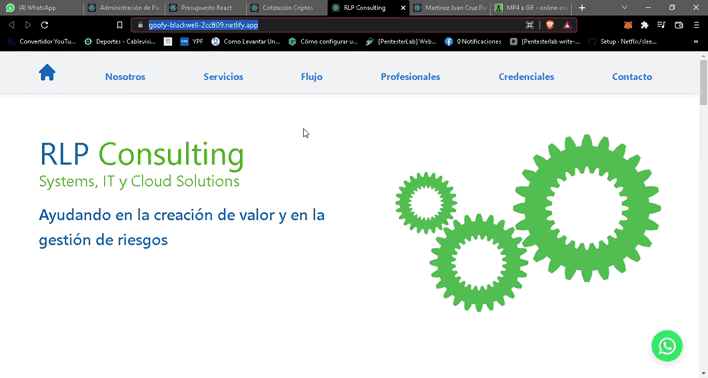 (4) WhatsApp
Administración de Pac
Presupuesto React
Cotización Criptos
RLP Consulting
Martínez Juan Cruz Po
MP4 a GIF - online-co
goofy-blackwell-2cc809.netlify.app
Convertidor YouTu...
Deportes - Cablevisi...
YPF
Como Levantar Un...
Cómo configurar u...
[PentesterLab] Web...
0 Notificaciones
[Pentesterlab write-...
Setup · Netflix/slee...
Nosotros
Servicios
Flujo
Profesionales
Credenciales
Contacto
RLP Consulting
Systems, IT y Cloud Solutions
Ayudando en la creación de valor y en la
gestión de riesgos